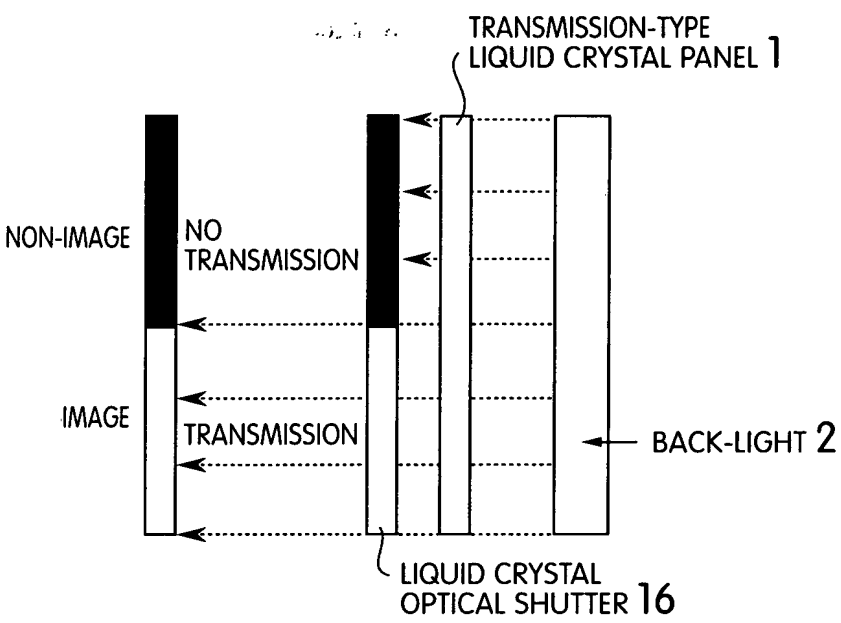 TRANSMISSION-TYPE
LIQUID CRYSTAL PANEL 1
NON-IMAGE
NO
TRANSMISSION
IMAGE
TRANSMISSION
BACK-LIGHT 2
LIQUID CRYSTAL
OPTICAL SHUTTER 16